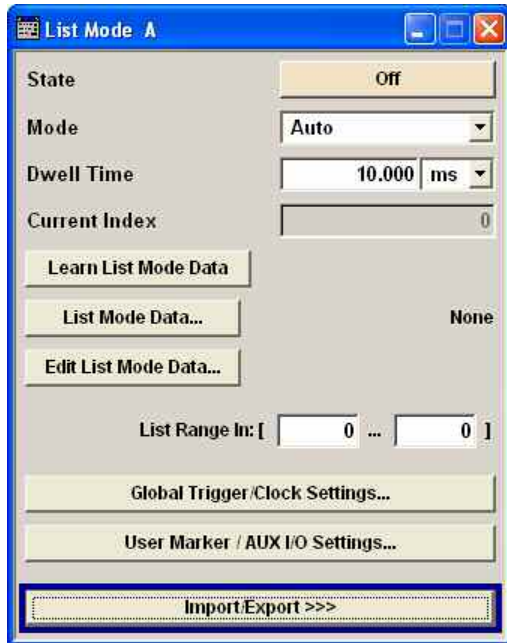 List Mode A
State Off
Mode Auto
Dwell Time 10.000 ms
Current Index 0
Learn List Mode Data
List Mode Data... None
Edit List Mode Data...
List Range In: [ 0 ... 0 ]
Global Trigger/Clock Settings...
User Marker / AUX I/O Settings...
Import/Export >>>